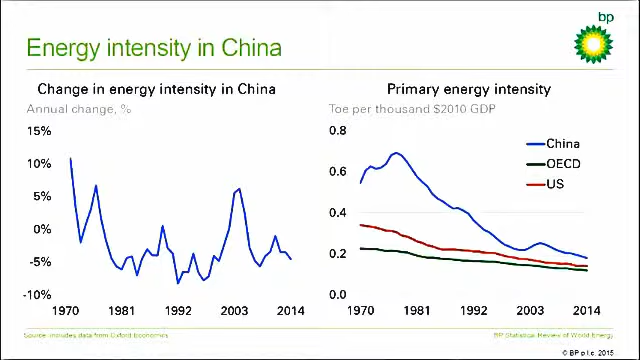 bp
Energy intensity in China
Change in energy intensity in China
Annual change, %
15%
10%
5%
0%
-5%
-10%
1970 1981 1992 2003 2014
Primary energy intensity
Toe per thousand $2010 GDP
0.8
0.6
0.4
0.2
0.0
China
OECD
US
1970 1981 1992 2003 2014
Source: includes data from Oxford Economics
BP Statistical Review of World Energy
© BP p.l.c. 2015